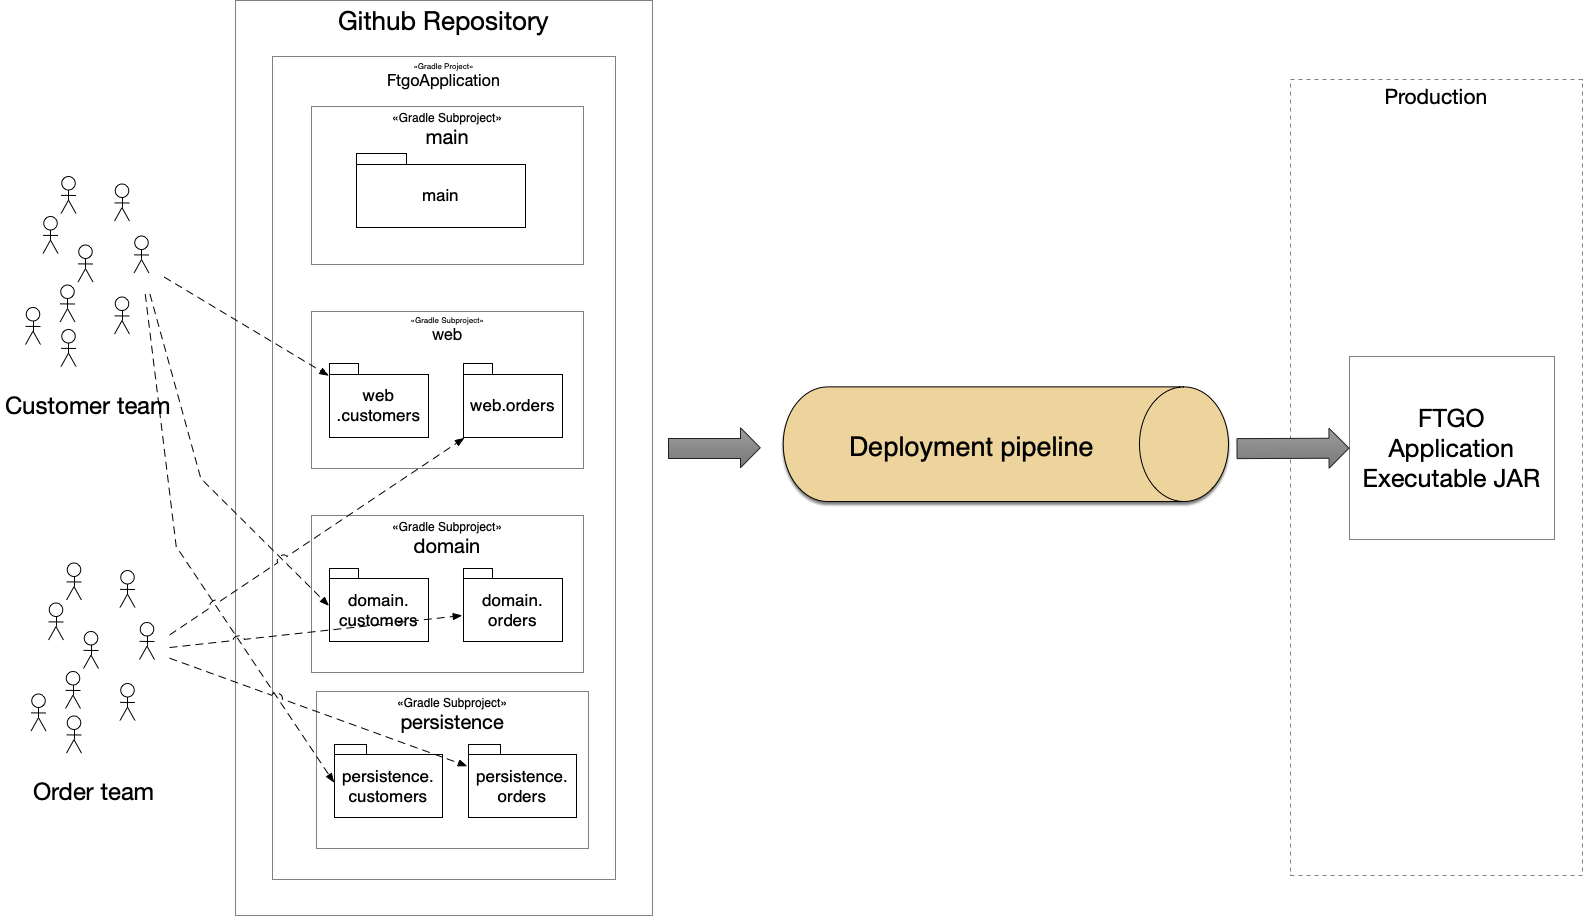 Github Repository
«Gradle Project»
FtgoApplication
«Gradle Subproject»
main
main
«Gradle Subproject»
web
web
.customers
web.orders
«Gradle Subproject»
domain
domain.
customers
domain.
orders
«Gradle Subproject»
persistence
persistence.
customers
persistence.
orders
Customer team
Order team
Deployment pipeline
Production
FTGO
Application
Executable JAR